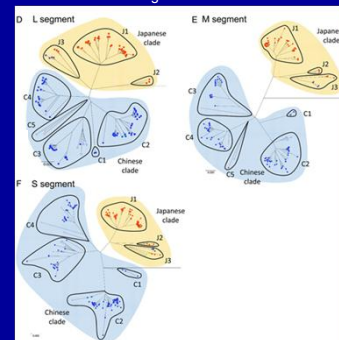 D L segment
J1
Japanese
clade
J3
J2
C4
C5
C3
C1
C2
Chinese
clade
E M segment
J1
Japanese
clade
J2
J3
C3
C1
C4
C5
Chinese
clade
C2
F S segment
C4
J1
Japanese
clade
J2
J3
C3
C1
Chinese
clade
C2